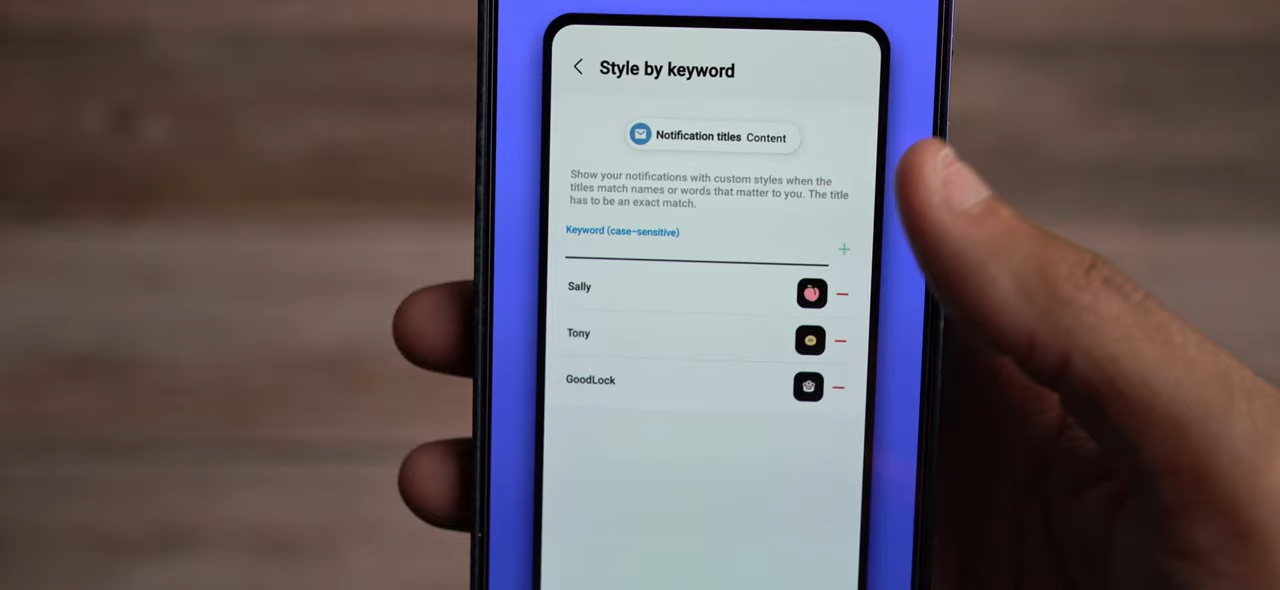 Style by keyword
Notification titles Content
Show your notifications with custom styles when the
titles match names or words that matter to you. The title
has to be an exact match.
Keyword (case-sensitive)
Sally
Tony
GoodLock